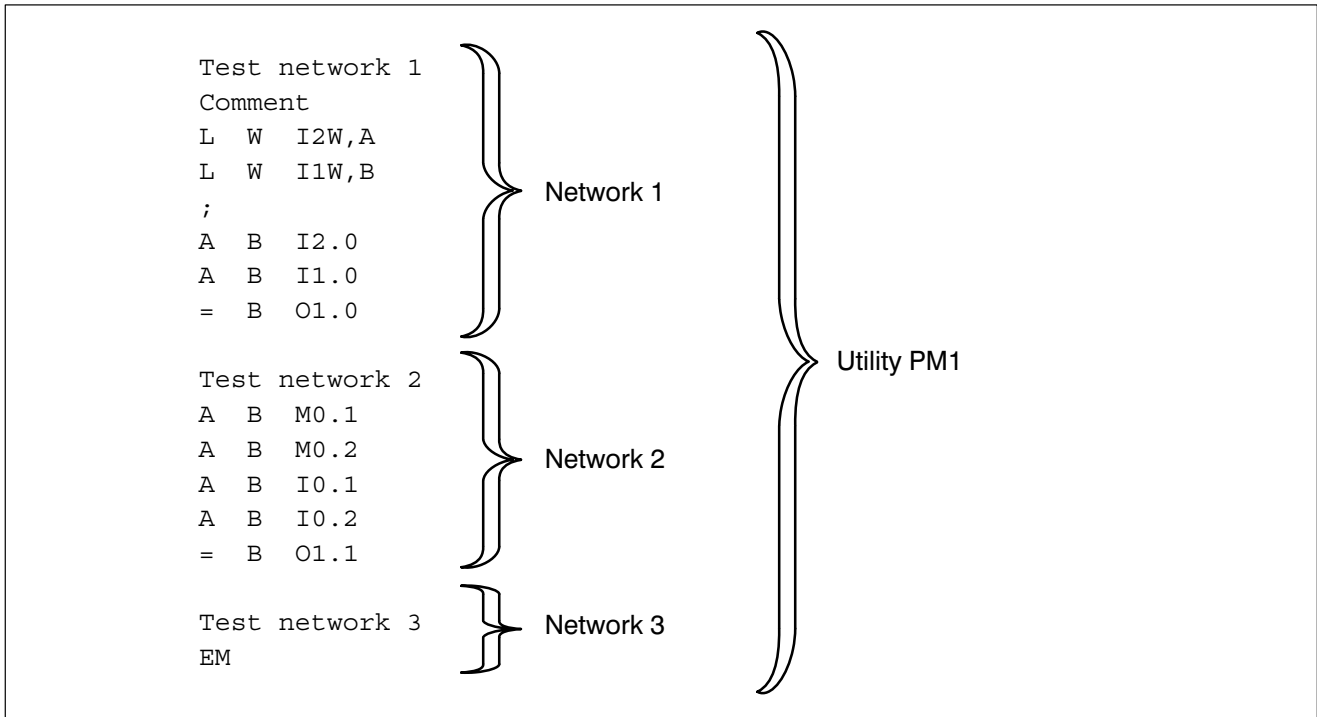 Test network 1
Comment
L W I2W,A
L W I1W,B
;
A B I2.0
A B I1.0
= B O1.0
Network 1
Test network 2
A B M0.1
A B M0.2
A B I0.1
A B I0.2
= B O1.1
Network 2
Test network 3
EM
Network 3
Utility PM1